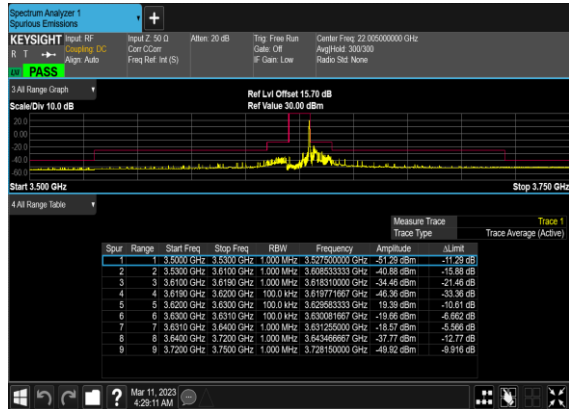 Spectrum Analyzer 1
Spurious Emissions
KEYSIGHT Input: RF Input Z: 50 Ω Atten: 20 dB Trig: Free Run Center Freq: 22.005000000 GHz
R T Coupling: DC Corr CCorr Gate: Off Avg|Hold: 300/300
Align: Auto Freq Ref: Int (S) IF Gain: Low Radio Std: None
PASS
3 All Range Graph
Ref Lvl Offset 15.70 dB
Scale/Div 10.0 dB Ref Value 30.00 dBm
20.0
0.00
-20.0
-40.0
-60.0
Start 3.500 GHz Stop 3.750 GHz
4 All Range Table
Measure Trace Trace 1
Trace Type Trace Average (Active)
Spur Range Start Freq Stop Freq RBW Frequency Amplitude ΔLimit
1 1 3.5000 GHz 3.5300 GHz 1.000 MHz 3.527500000 GHz -51.29 dBm -11.29 dB
2 2 3.5300 GHz 3.6100 GHz 1.000 MHz 3.608533333 GHz -40.88 dBm -15.88 dB
3 3 3.6100 GHz 3.6190 GHz 1.000 MHz 3.618310000 GHz -34.46 dBm -21.46 dB
4 4 3.6190 GHz 3.6200 GHz 100.0 kHz 3.619771667 GHz -46.36 dBm -33.36 dB
5 5 3.6200 GHz 3.6300 GHz 100.0 kHz 3.629583333 GHz 19.39 dBm -10.61 dB
6 6 3.6300 GHz 3.6310 GHz 100.0 kHz 3.630081667 GHz -19.66 dBm -6.662 dB
7 7 3.6310 GHz 3.6400 GHz 1.000 MHz 3.631255000 GHz -18.57 dBm -5.566 dB
8 8 3.6400 GHz 3.7200 GHz 1.000 MHz 3.643466667 GHz -37.77 dBm -12.77 dB
9 9 3.7200 GHz 3.7500 GHz 1.000 MHz 3.728150000 GHz -49.92 dBm -9.916 dB
Mar 11, 2023
4:29:11 AM